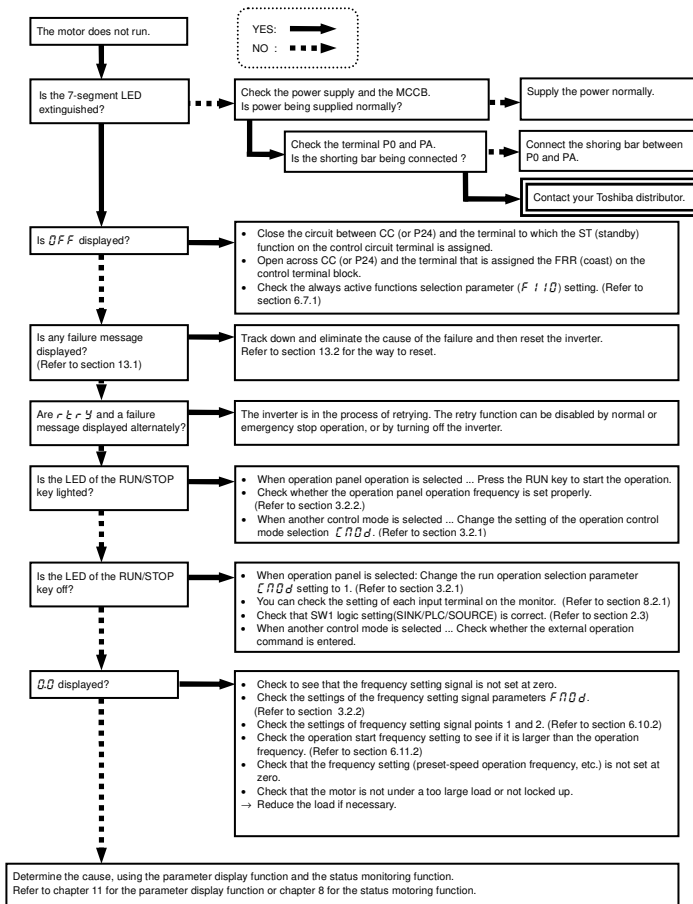 The motor does not run.
YES:
NO :
Is the 7-segment LED
extinguished?
Check the power supply and the MCCB.
Is power being supplied normally?
Supply the power normally.
Check the terminal P0 and PA.
Is the shorting bar being connected ?
Connect the shoring bar between
P0 and PA.
Contact your Toshiba distributor.
Is OFF displayed?
• Close the circuit between CC (or P24) and the terminal to which the ST (standby)
function on the control circuit terminal is assigned.
• Open across CC (or P24) and the terminal that is assigned the FRR (coast) on the
control terminal block.
• Check the always active functions selection parameter (F110) setting. (Refer to
section 6.7.1)
Is any failure message
displayed?
(Refer to section 13.1)
Track down and eliminate the cause of the failure and then reset the inverter.
Refer to section 13.2 for the way to reset.
Are rtrY and a failure
message displayed alternately?
The inverter is in the process of retrying. The retry function can be disabled by normal or
emergency stop operation, or by turning off the inverter.
Is the LED of the RUN/STOP
key lighted?
• When operation panel operation is selected ... Press the RUN key to start the operation.
• Check whether the operation panel operation frequency is set properly.
(Refer to section 3.2.2.)
• When another control mode is selected ... Change the setting of the operation control
mode selection CMOd. (Refer to section 3.2.1)
Is the LED of the RUN/STOP
key off?
• When operation panel is selected: Change the run operation selection parameter
CMOd setting to 1. (Refer to section 3.2.1)
• You can check the setting of each input terminal on the monitor. (Refer to section 8.2.1)
• Check that SW1 logic setting(SINK/PLC/SOURCE) is correct. (Refer to section 2.3)
• When another control mode is selected ... Check whether the external operation
command is entered.
0.0 displayed?
• Check to see that the frequency setting signal is not set at zero.
• Check the settings of the frequency setting signal parameters FMOd.
(Refer to section 3.2.2)
• Check the settings of frequency setting signal points 1 and 2. (Refer to section 6.10.2)
• Check the operation start frequency setting to see if it is larger than the operation
frequency. (Refer to section 6.11.2)
• Check that the frequency setting (preset-speed operation frequency, etc.) is not set at
zero.
• Check that the motor is not under a too large load or not locked up.
→ Reduce the load if necessary.
Determine the cause, using the parameter display function and the status monitoring function.
Refer to chapter 11 for the parameter display function or chapter 8 for the status motoring function.